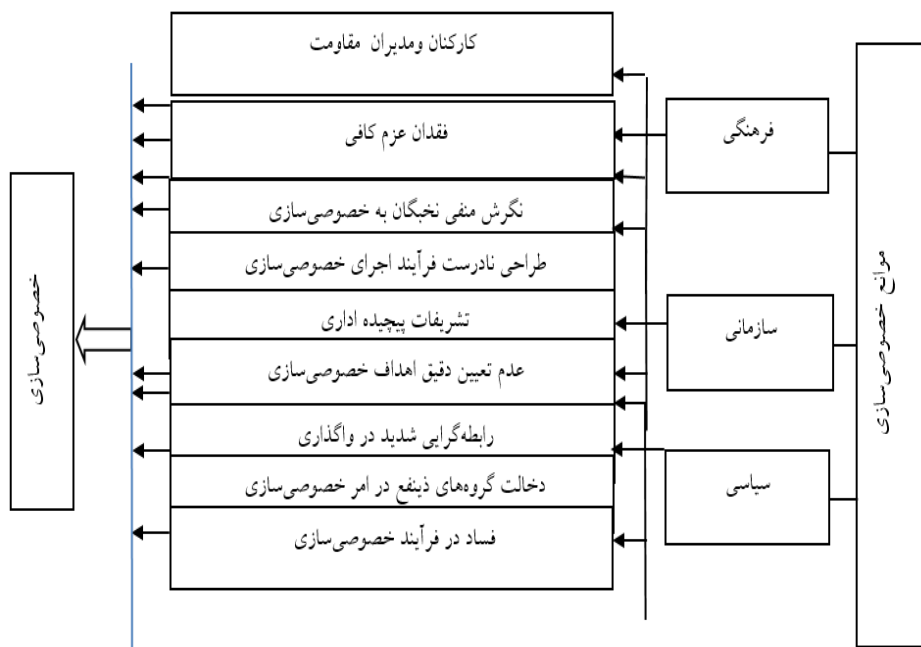 موانع خصوصی‌سازی
فرهنگی
سازمانی
سیاسی
کارکنان ومدیران مقاومت
فقدان عزم کافی
نگرش منفی نخبگان به خصوصی‌سازی
طراحی نادرست فرآیند اجرای خصوصی‌سازی
تشریفات پیچیده اداری
عدم تعیین دقیق اهداف خصوصی‌سازی
رابطه‌گرایی شدید در واگذاری
دخالت گروه‌های ذینفع در امر خصوصی‌سازی
فساد در فرآیند خصوصی‌سازی
خصوصی‌سازی